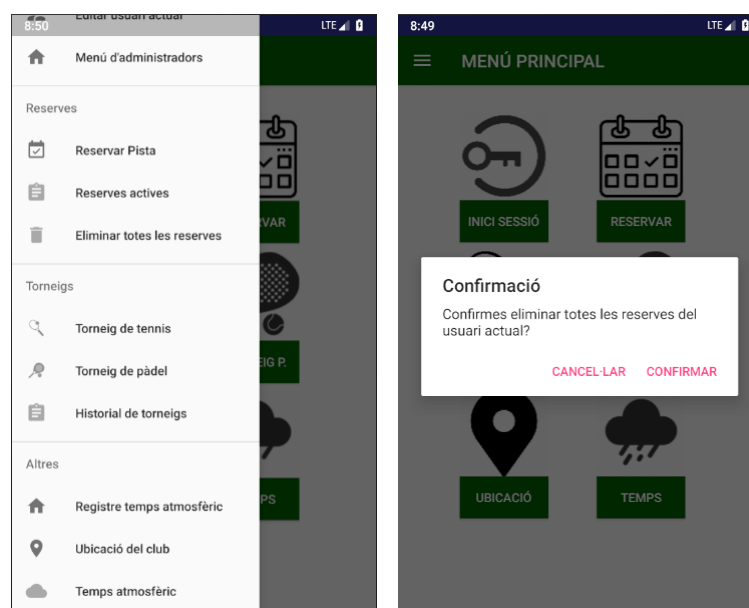 Editar usuari actual
8:50
LTE
Menú d'administradors
Reserves
Reservar Pista
Reserves actives
Eliminar totes les reserves
VAR
Torneigs
Torneig de tennis
Torneig de pàdel
EIG P.
Historial de torneigs
Altres
Registre temps atmosfèric
PS
Ubicació del club
Temps atmosfèric
8:49
LTE
MENÚ PRINCIPAL
INICI SESSIÓ
RESERVAR
Confirmació
Confirmes eliminar totes les reserves del
usuari actual?
CANCEL·LAR CONFIRMAR
UBICACIÓ
TEMPS